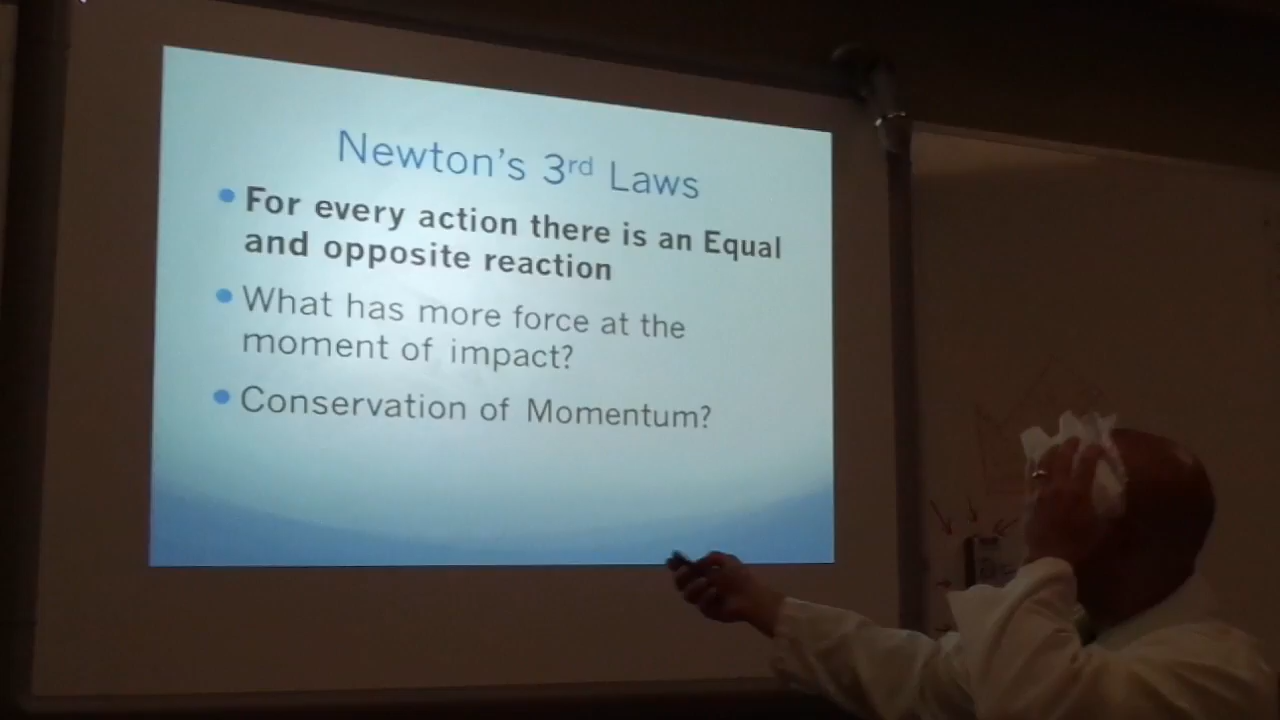 Newton's 3rd Laws
For every action there is an Equal
and opposite reaction
What has more force at the
moment of impact?
Conservation of Momentum?